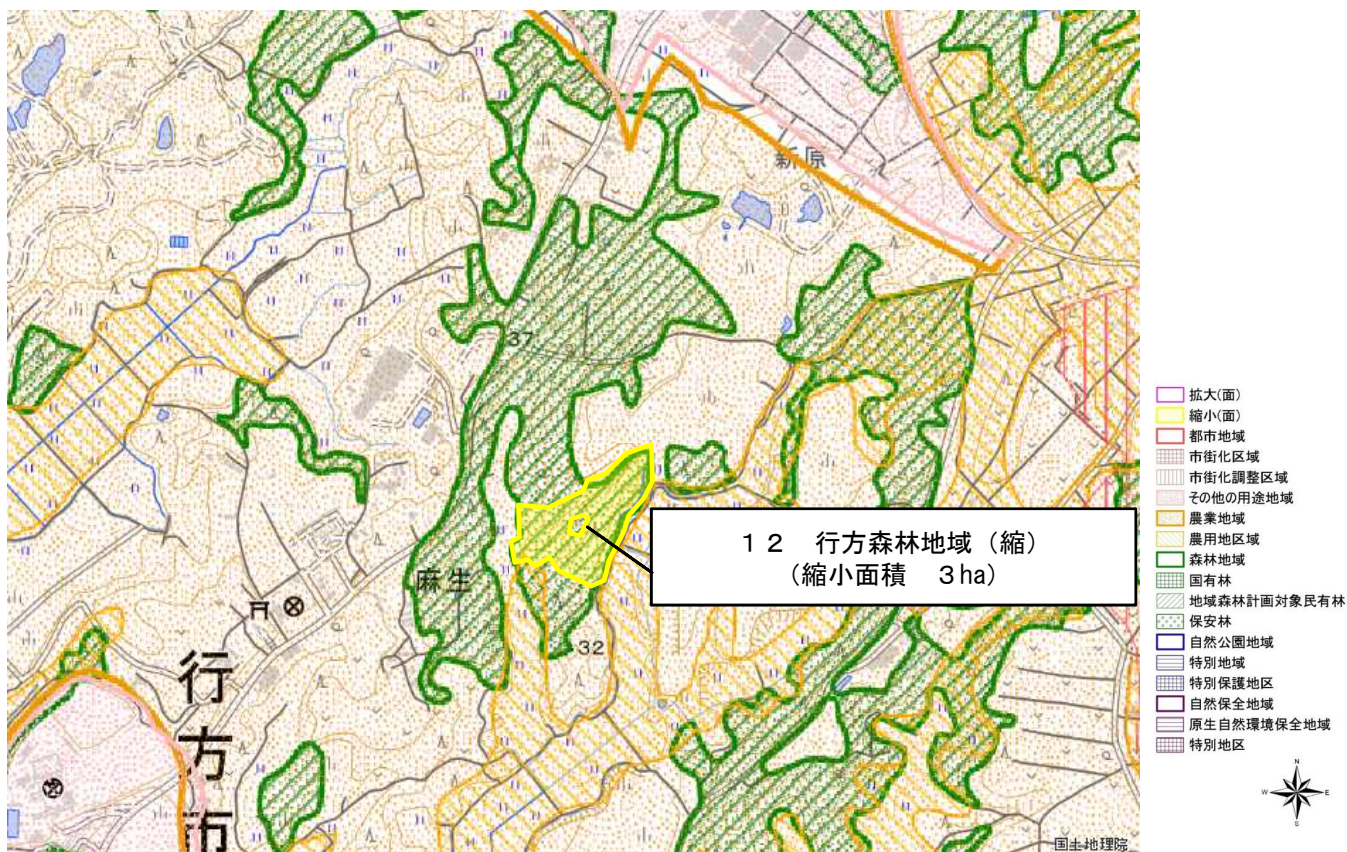 新原
37
12 行方森林地域（縮）
（縮小面積 3ha）
麻生
32
行方市
国土地理院
拡大(面)
縮小(面)
都市地域
市街化区域
市街化調整区域
その他の用途地域
農業地域
農用地区域
森林地域
国有林
地域森林計画対象民有林
保安林
自然公園地域
特別地域
特別保護地区
自然保全地域
原生自然環境保全地域
特別地区
N
W
E
S